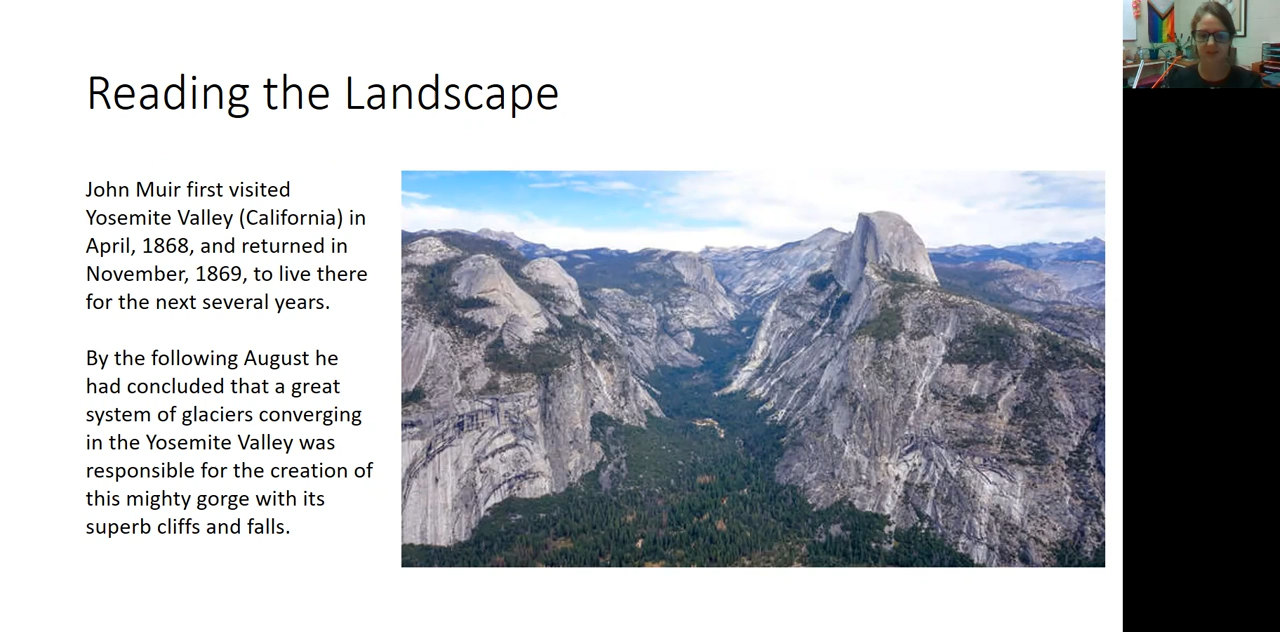 Reading the Landscape
John Muir first visited
Yosemite Valley (California) in
April, 1868, and returned in
November, 1869, to live there
for the next several years.
By the following August he
had concluded that a great
system of glaciers converging
in the Yosemite Valley was
responsible for the creation of
this mighty gorge with its
superb cliffs and falls.